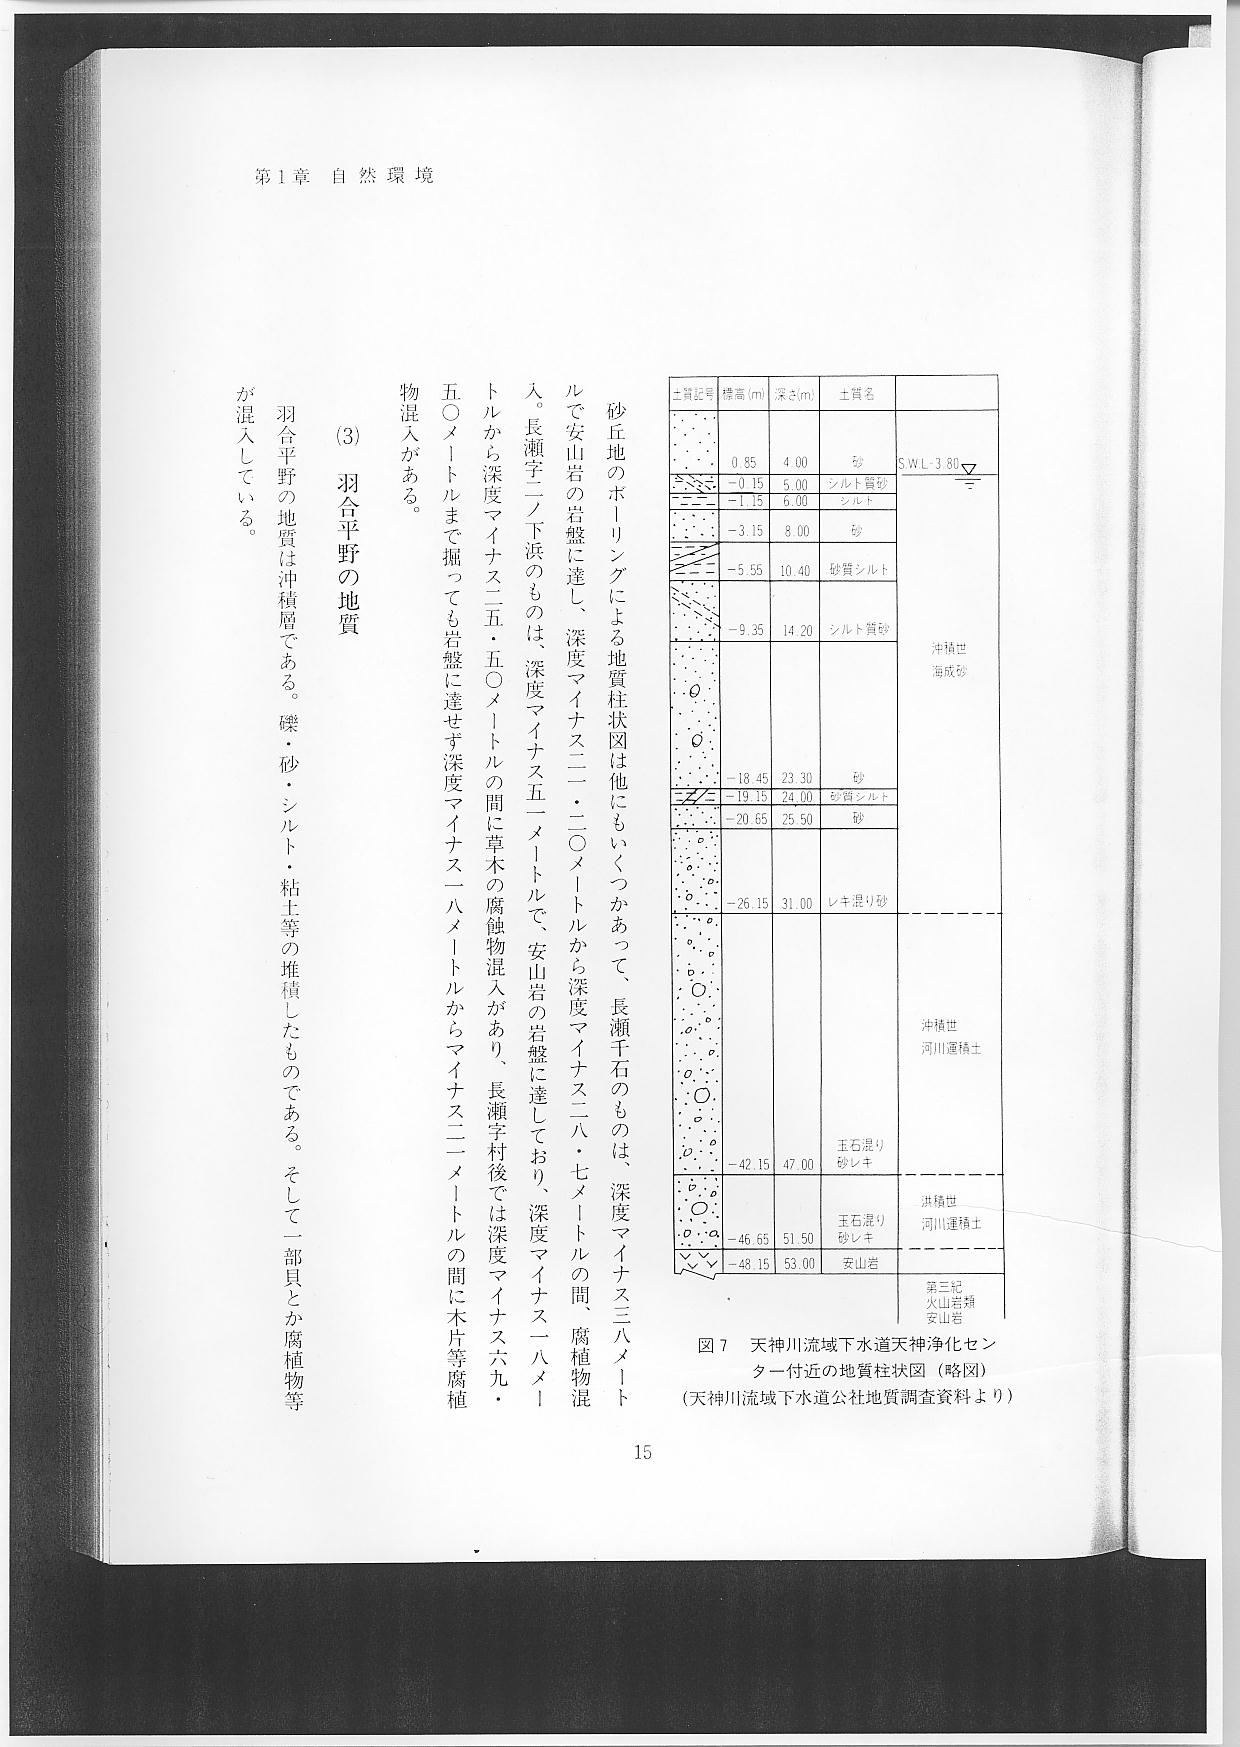 第1章 自然環境
土質記号 標高(m) 深さ(m) 土質名
0.85 4.00 砂 S.W.L-3.80
-0.15 5.00 シルト質砂
-1.15 6.00 シルト
-3.15 8.00 砂
-5.55 10.40 砂質シルト
-9.35 14.20 シルト質砂
沖積世
海成砂
-18.45 23.30 砂
-19.15 24.00 砂質シルト
-20.65 25.50 砂
-26.15 31.00 レキ混り砂
沖積世
河川運積土
玉石混り
-42.15 47.00 砂レキ
洪積世
河川運積土
玉石混り
-46.65 51.50 砂レキ
-48.15 53.00 安山岩
第三紀
火山岩類
安山岩
図7 天神川流域下水道天神浄化セン
ター付近の地質柱状図(略図)
(天神川流域下水道公社地質調査資料より)
砂丘地のボーリングによる地質柱状図は他にもいくつかあって、長瀬千石のものは、深度マイナス三八メート
ルで安山岩の岩盤に達し、深度マイナス二一・二〇メートルから深度マイナス二八・七メートルの間、腐植物混
入。長瀬字二ノ下浜のものは、深度マイナス五一メートルで、安山岩の岩盤に達しており、深度マイナス一八メー
トルから深度マイナス二五・五〇メートルの間に草木の腐蝕物混入があり、長瀬字村後では深度マイナス六九・
五〇メートルまで掘っても岩盤に達せず深度マイナス一八メートルからマイナス二一メートルの間に木片等腐植
物混入がある。
(3) 羽合平野の地質
羽合平野の地質は沖積層である。礫・砂・シルト・粘土等の堆積したものである。そして一部貝とか腐植物等
が混入している。
15